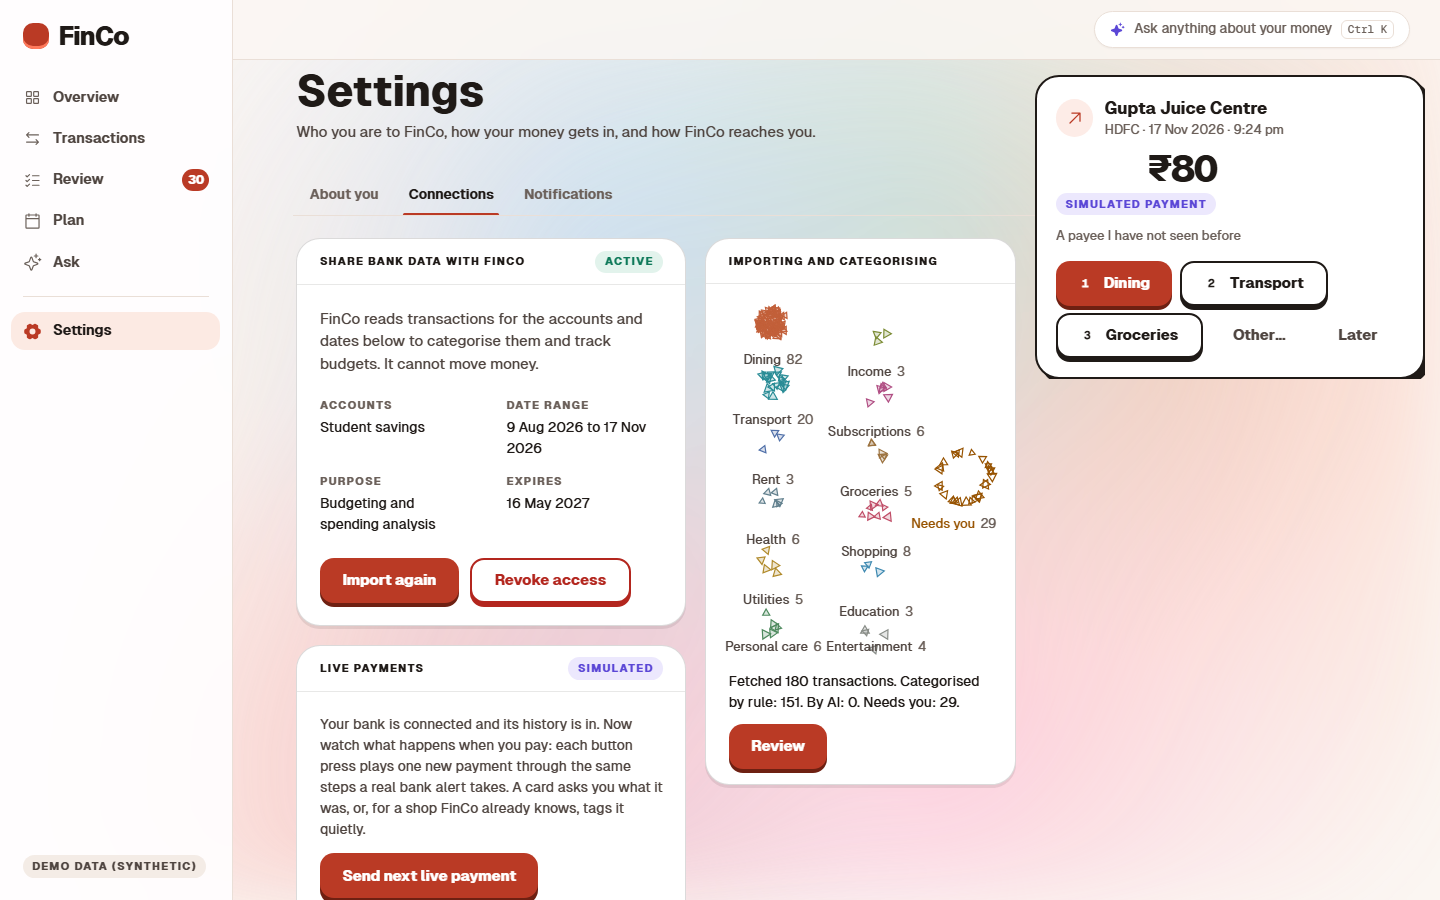 FinCo
Ask anything about your money Ctrl K
Overview
Transactions
Review 30
Plan
Ask
Settings
DEMO DATA (SYNTHETIC)
Settings
Who you are to FinCo, how your money gets in, and how FinCo reaches you.
About you Connections Notifications
SHARE BANK DATA WITH FINCO ACTIVE
FinCo reads transactions for the accounts and
dates below to categorise them and track
budgets. It cannot move money.
ACCOUNTS DATE RANGE
Student savings 9 Aug 2026 to 17 Nov
2026
PURPOSE EXPIRES
Budgeting and 16 May 2027
spending analysis
Import again Revoke access
LIVE PAYMENTS SIMULATED
Your bank is connected and its history is in. Now
watch what happens when you pay: each button
press plays one new payment through the same
steps a real bank alert takes. A card asks you what it
was, or, for a shop FinCo already knows, tags it
quietly.
Send next live payment
IMPORTING AND CATEGORISING
Dining 82
Income 3
Transport 20
Subscriptions 6
Rent 3
Groceries 5
Needs you 29
Health 6
Shopping 8
Utilities 5
Education 3
Personal care 6 Entertainment 4
Fetched 180 transactions. Categorised
by rule: 151. By AI: 0. Needs you: 29.
Review
Gupta Juice Centre
HDFC · 17 Nov 2026 · 9:24 pm
₹80
SIMULATED PAYMENT
A payee I have not seen before
1 Dining 2 Transport
3 Groceries Other... Later